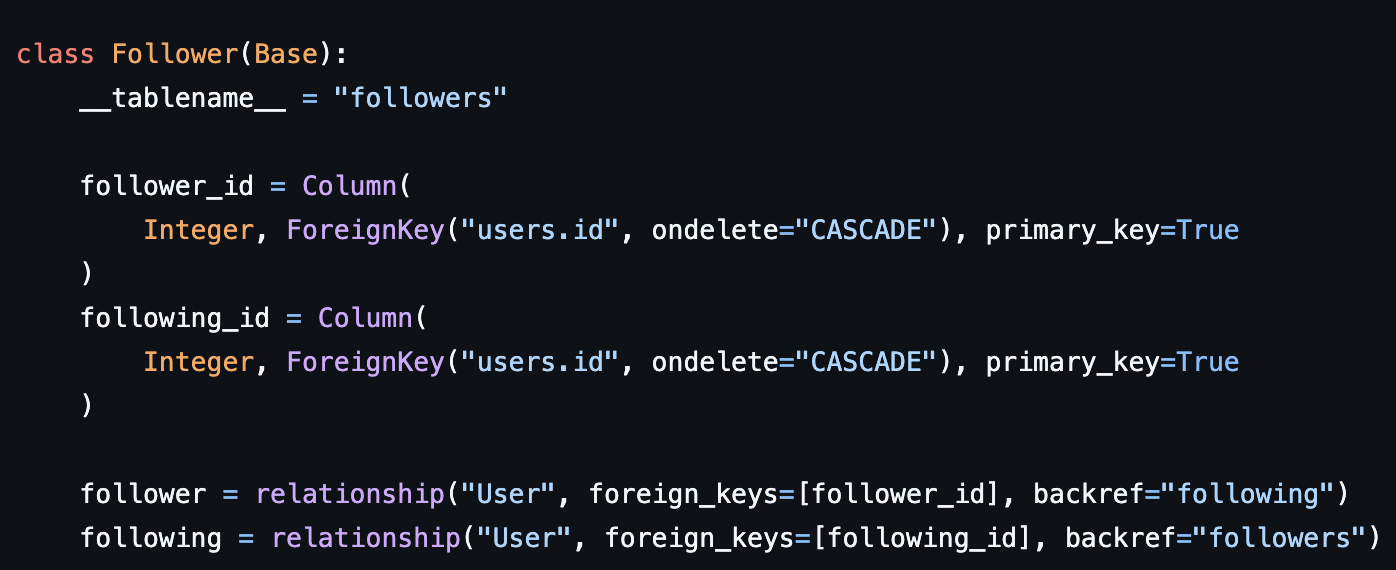 class Follower(Base):
    __tablename__ = "followers"

    follower_id = Column(
        Integer, ForeignKey("users.id", ondelete="CASCADE"), primary_key=True
    )
    following_id = Column(
        Integer, ForeignKey("users.id", ondelete="CASCADE"), primary_key=True
    )

    follower = relationship("User", foreign_keys=[follower_id], backref="following")
    following = relationship("User", foreign_keys=[following_id], backref="followers")